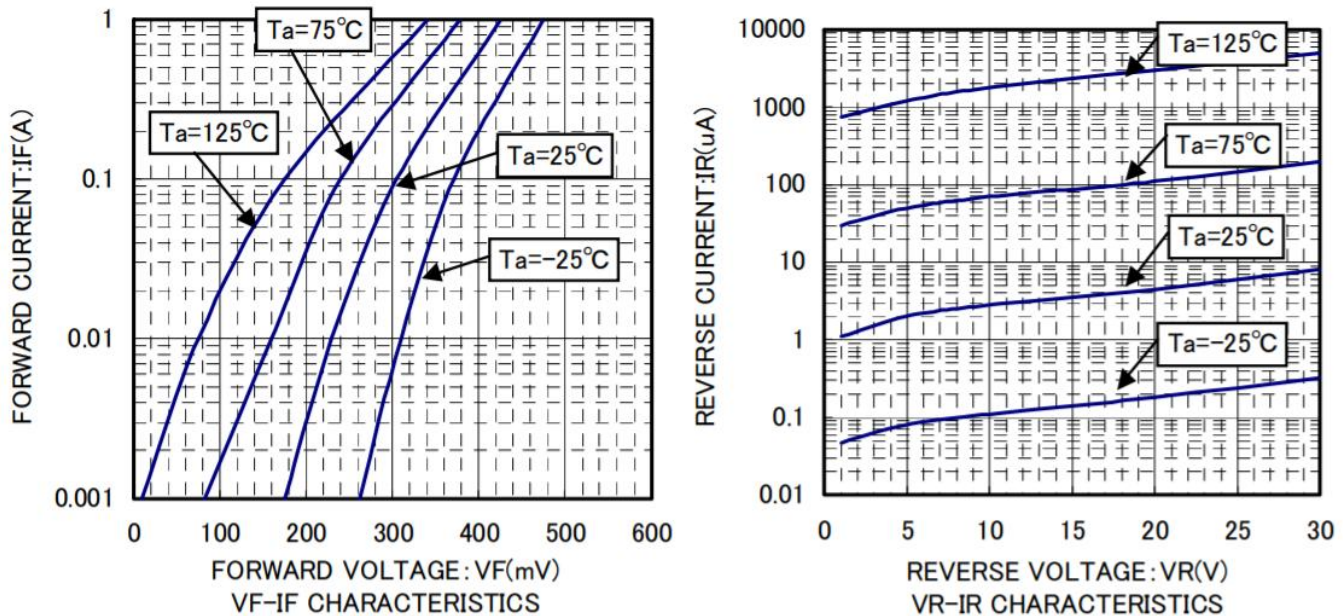 FORWARD CURRENT:IF(A)
1
0.1
0.01
0.001
Ta=75℃
Ta=125℃
Ta=25℃
Ta=-25℃
0 100 200 300 400 500 600
FORWARD VOLTAGE:VF(mV)
VF-IF CHARACTERISTICS
REVERSE CURRENT:IR(uA)
10000
1000
100
10
1
0.1
0.01
Ta=125℃
Ta=75℃
Ta=25℃
Ta=-25℃
0 5 10 15 20 25 30
REVERSE VOLTAGE:VR(V)
VR-IR CHARACTERISTICS